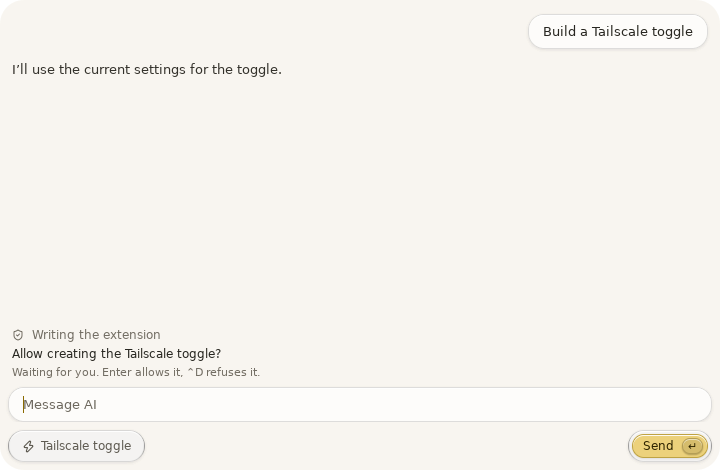 Build a Tailscale toggle
I’ll use the current settings for the toggle.
Writing the extension
Allow creating the Tailscale toggle?
Waiting for you. Enter allows it, ^D refuses it.
Message AI
Tailscale toggle
Send ↵